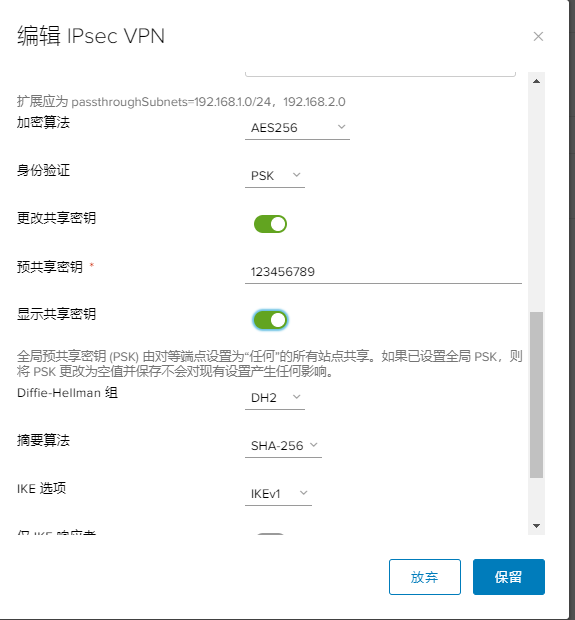 编辑 IPsec VPN
扩展应为 passthroughSubnets=192.168.1.0/24，192.168.2.0
加密算法 AES256
身份验证 PSK
更改共享密钥
预共享密钥 * 123456789
显示共享密钥
全局预共享密钥 (PSK) 由对等端点设置为“任何”的所有站点共享。如果已设置全局 PSK，则
将 PSK 更改为空值并保存不会对现有设置产生任何影响。
Diffie-Hellman 组 DH2
摘要算法 SHA-256
IKE 选项 IKEv1
仅 IKE 响应者
放弃 保留